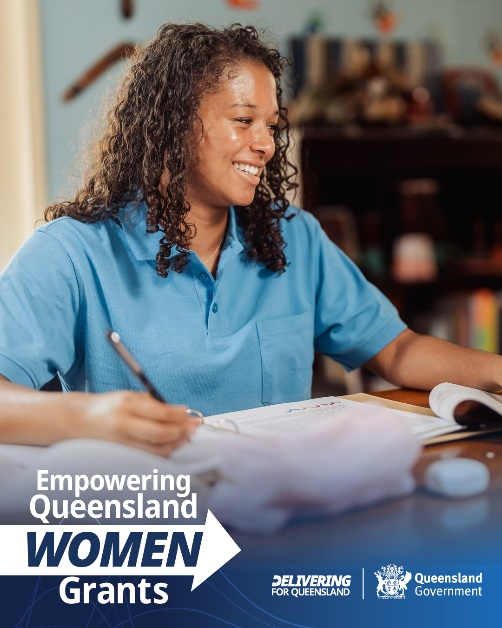 Empowering
Queensland
WOMEN
Grants
DELIVERING
FOR QUEENSLAND
Queensland
Government